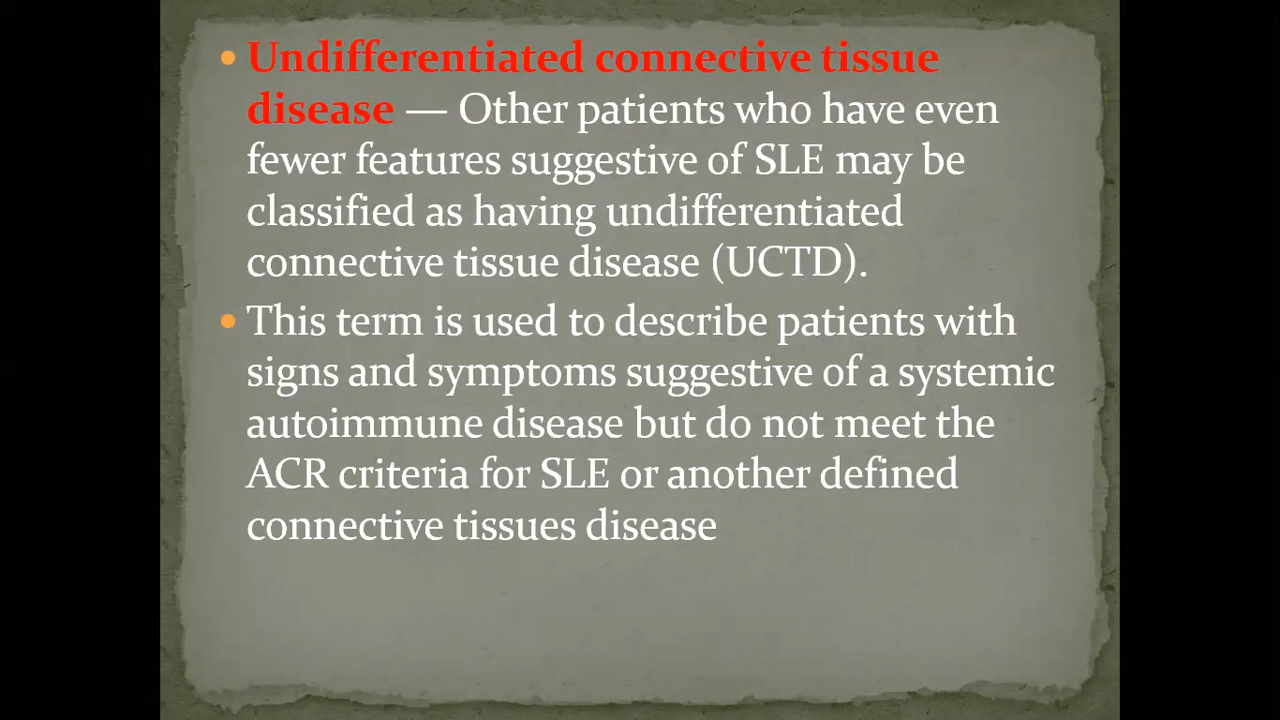 • Undifferentiated connective tissue
disease — Other patients who have even
fewer features suggestive of SLE may be
classified as having undifferentiated
connective tissue disease (UCTD).
• This term is used to describe patients with
signs and symptoms suggestive of a systemic
autoimmune disease but do not meet the
ACR criteria for SLE or another defined
connective tissues disease